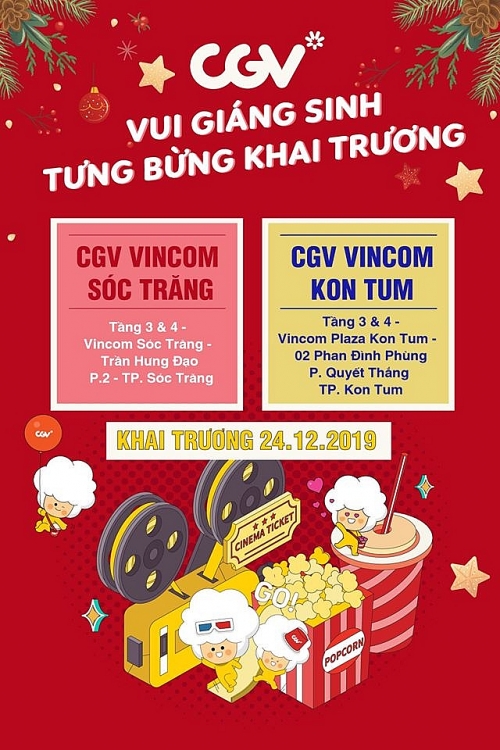 CGV*
VUI GIÁNG SINH
TƯNG BỪNG KHAI TRƯƠNG
CGV VINCOM
SÓC TRĂNG
Tầng 3 & 4 -
Vincom Sóc Trăng -
Trần Hưng Đạo
P.2 - TP. Sóc Trăng
CGV VINCOM
KON TUM
Tầng 3 & 4 -
Vincom Plaza Kon Tum -
02 Phan Đình Phùng
P. Quyết Thắng
TP. Kon Tum
KHAI TRƯƠNG 24.12.2019
CGV
CINEMA TICKET
GO!
POPCORN